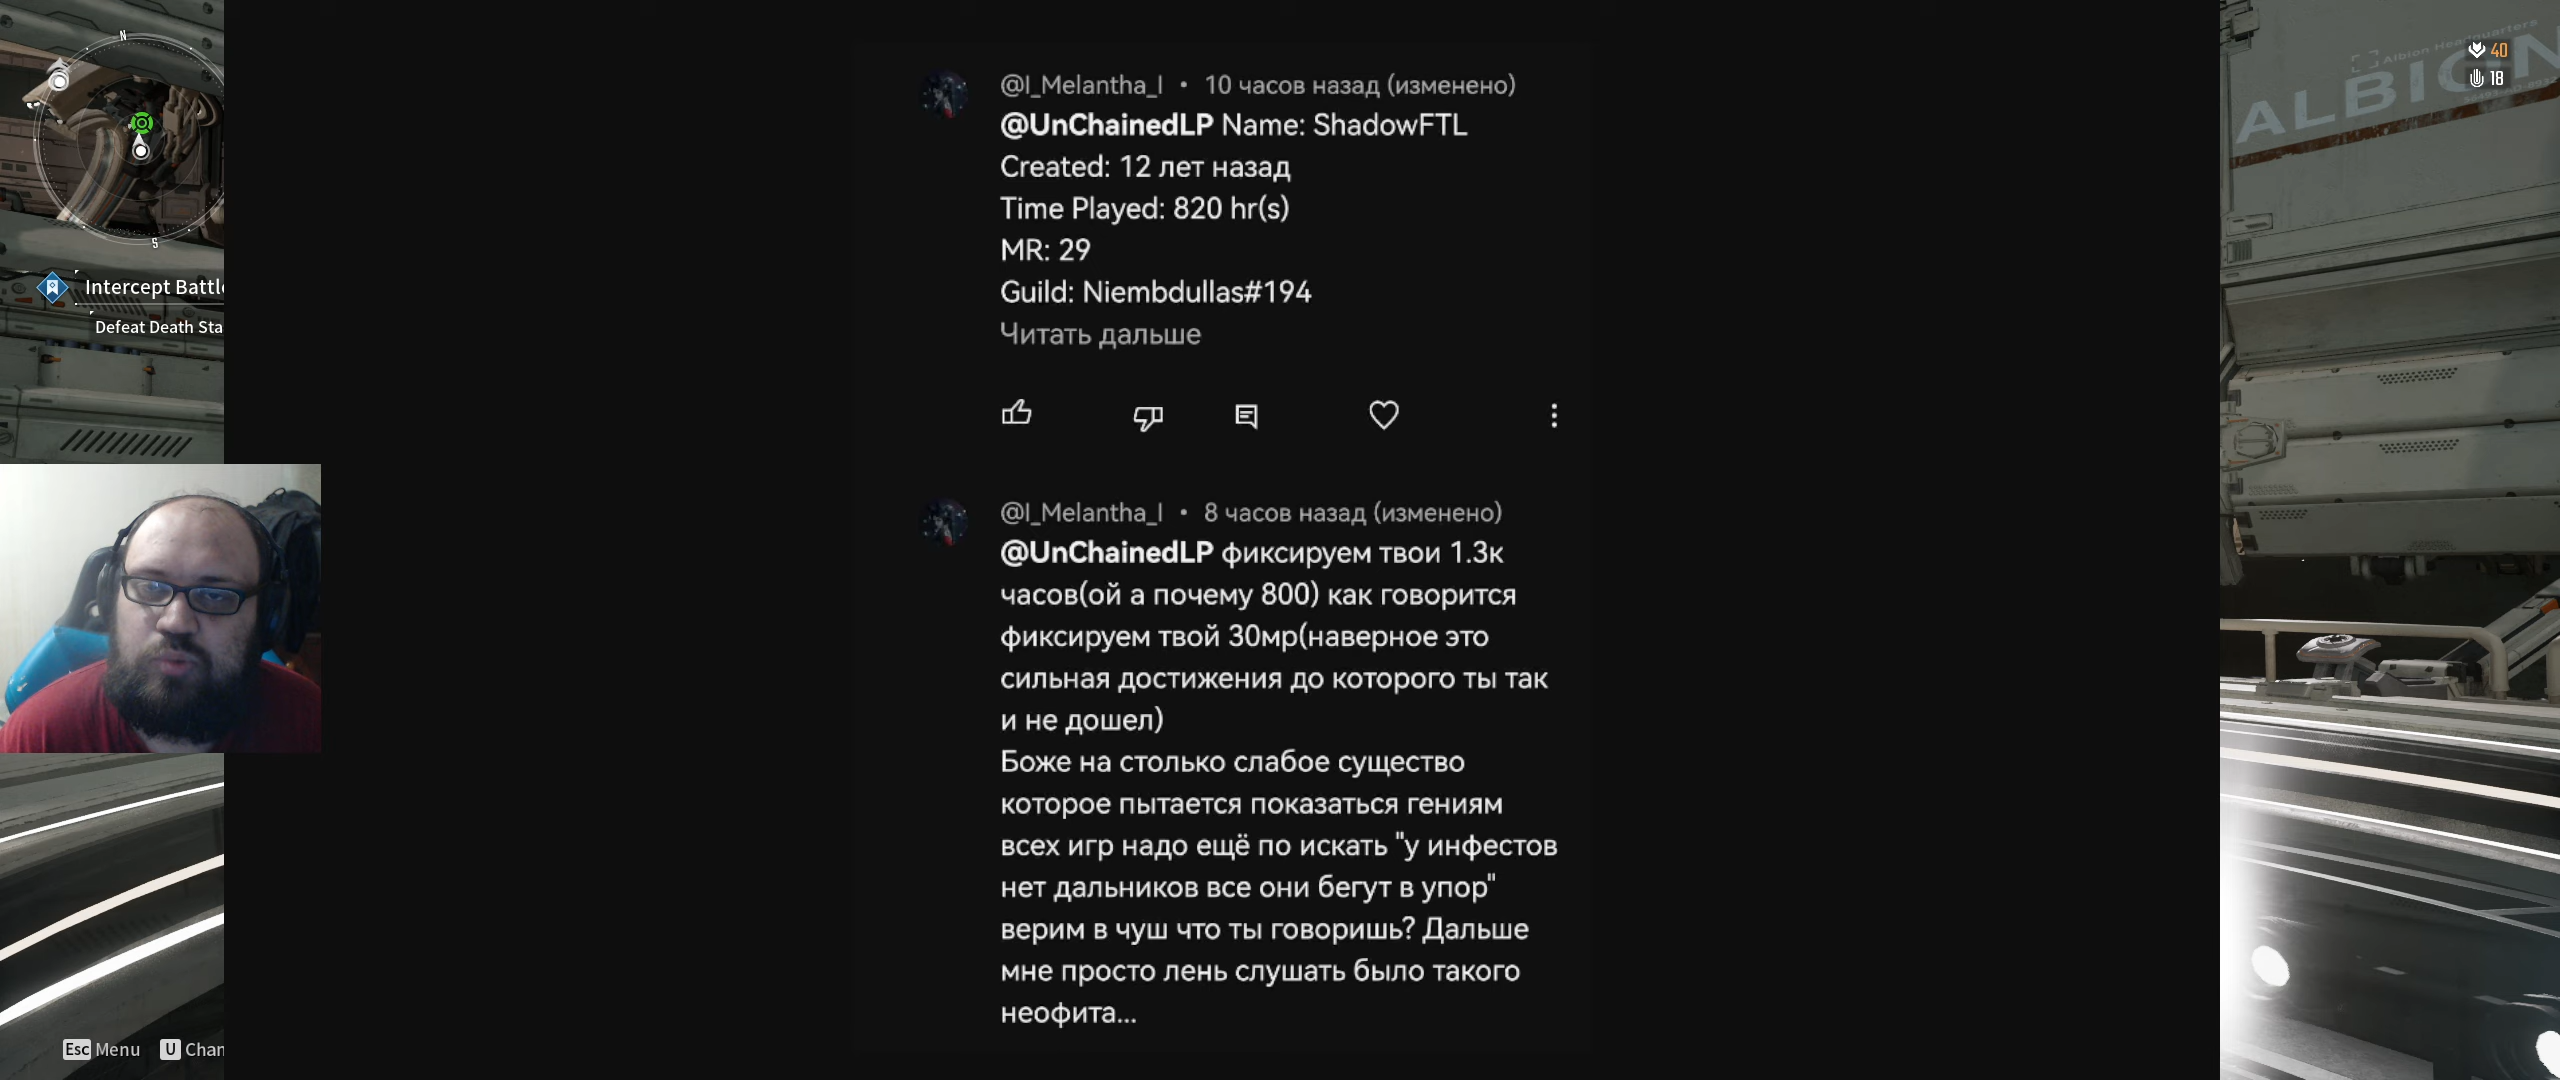 N
S
Intercept Battl
Defeat Death Sta
Esc Menu U Chan
@I_Melantha_I • 10 часов назад (изменено)
@UnChainedLP Name: ShadowFTL
Created: 12 лет назад
Time Played: 820 hr(s)
MR: 29
Guild: Niembdullas#194
Читать дальше
@I_Melantha_I • 8 часов назад (изменено)
@UnChainedLP фиксируем твои 1.3к
часов(ой а почему 800) как говорится
фиксируем твой 30мр(наверное это
сильная достижения до которого ты так
и не дошел)
Боже на столько слабое существо
которое пытается показаться гениям
всех игр надо ещё по искать "у инфестов
нет дальников все они бегут в упор"
верим в чуш что ты говоришь? Дальше
мне просто лень слушать было такого
неофита...
40
18
Albion Headquarters
ALBION